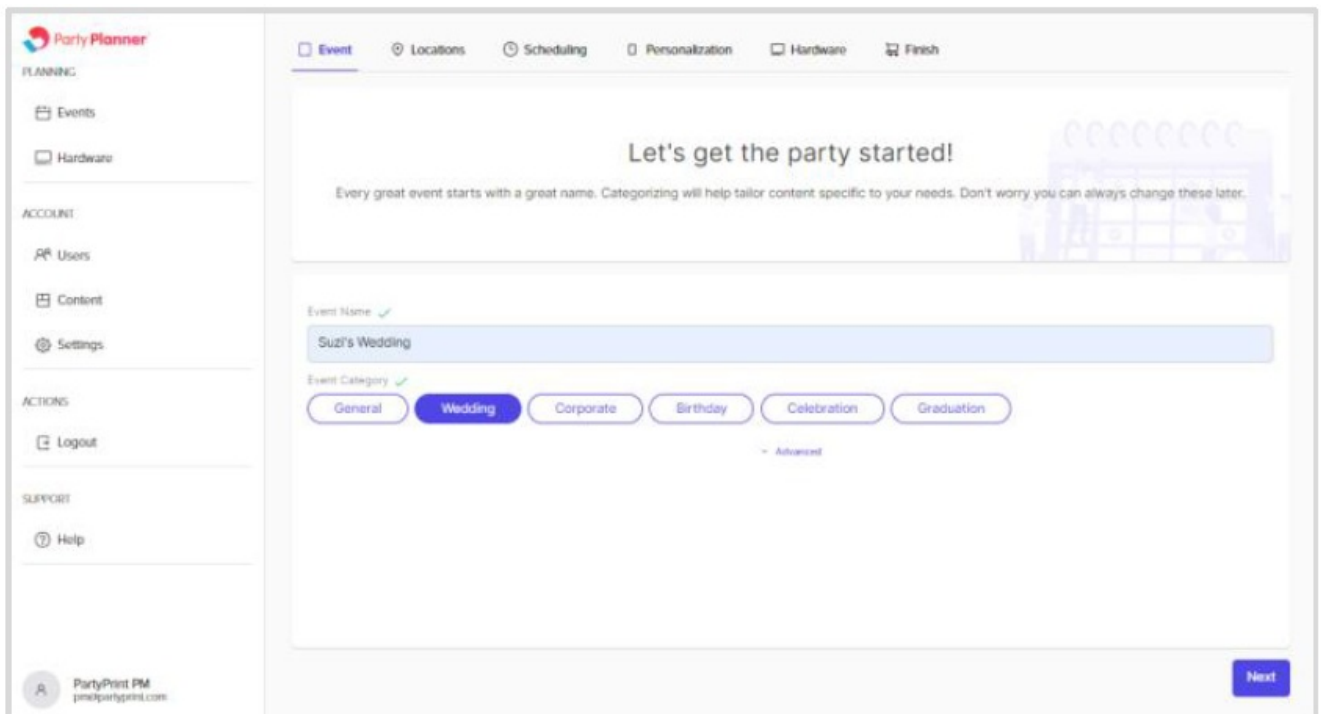 Party Planner
PLANNING
Events
Hardware
ACCOUNT
Users
Content
Settings
ACTIONS
Logout
SUPPORT
Help
PartyPrint PM
pm@partyprint.com
Event Locations Scheduling Personalization Hardware Finish
Let's get the party started!
Every great event starts with a great name. Categorizing will help tailor content specific to your needs. Don't worry you can always change these later.
Event Name
Suzi's Wedding
Event Category
General Wedding Corporate Birthday Celebration Graduation
Advanced
Next